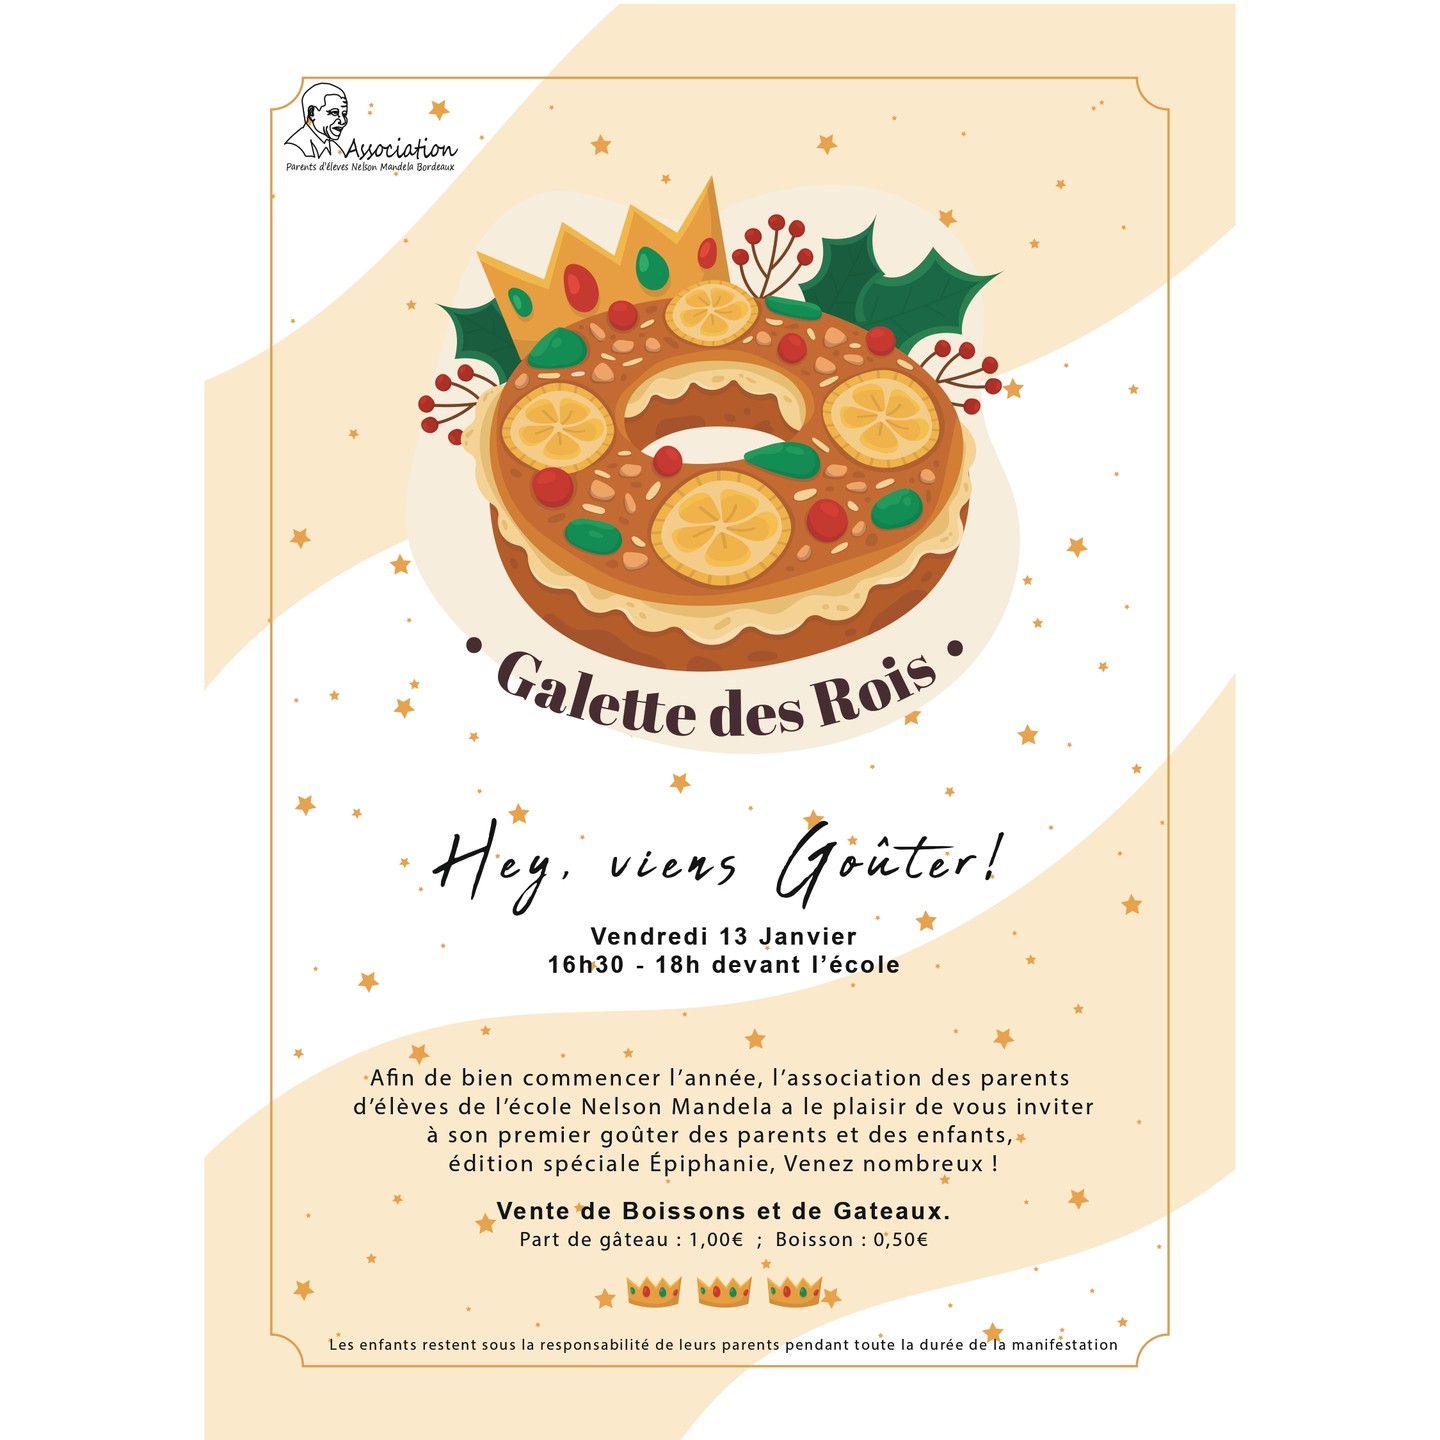 Association
Parents d'éleves Nelson Mandela Bordeaux
• Galette des Rois •
Hey, viens Goûter!
Vendredi 13 Janvier
16h30 - 18h devant l’école
Afin de bien commencer l’année, l’association des parents
d’élèves de l’école Nelson Mandela a le plaisir de vous inviter
à son premier goûter des parents et des enfants,
édition spéciale Épiphanie, Venez nombreux !
Vente de Boissons et de Gateaux.
Part de gâteau : 1,00€ ; Boisson : 0,50€
Les enfants restent sous la responsabilité de leurs parents pendant toute la durée de la manifestation